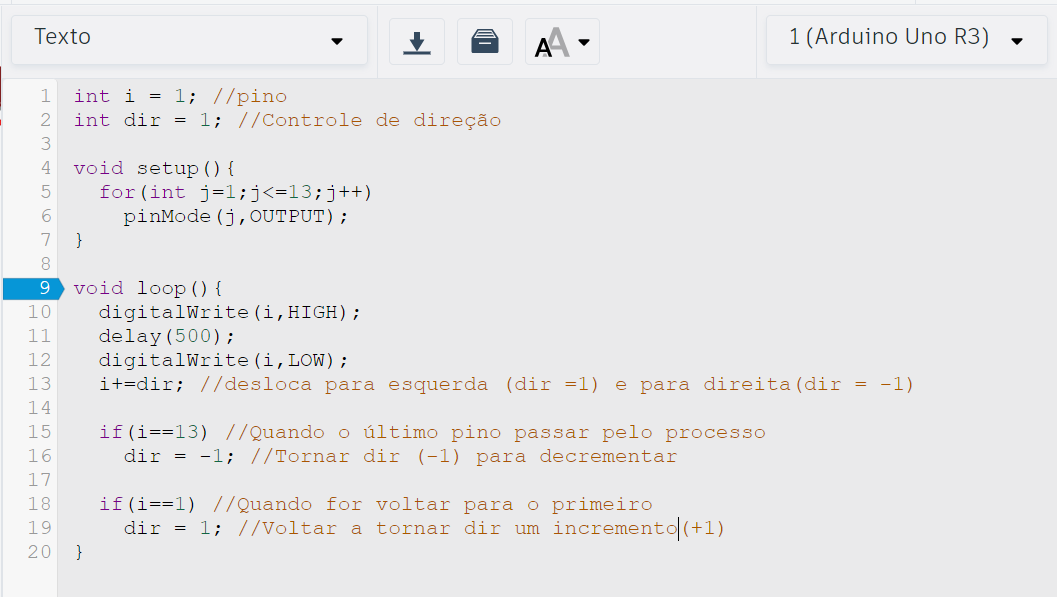 Texto
AA
1 (Arduino Uno R3)
1 int i = 1; //pino
2 int dir = 1; //Controle de direção
3
4 void setup(){
5   for(int j=1;j<=13;j++)
6     pinMode(j,OUTPUT);
7 }
8
9 void loop(){
10   digitalWrite(i,HIGH);
11   delay(500);
12   digitalWrite(i,LOW);
13   i+=dir; //desloca para esquerda (dir =1) e para direita(dir = -1)
14
15   if(i==13) //Quando o último pino passar pelo processo
16     dir = -1; //Tornar dir (-1) para decrementar
17
18   if(i==1) //Quando for voltar para o primeiro
19     dir = 1; //Voltar a tornar dir um incremento(+1)
20 }